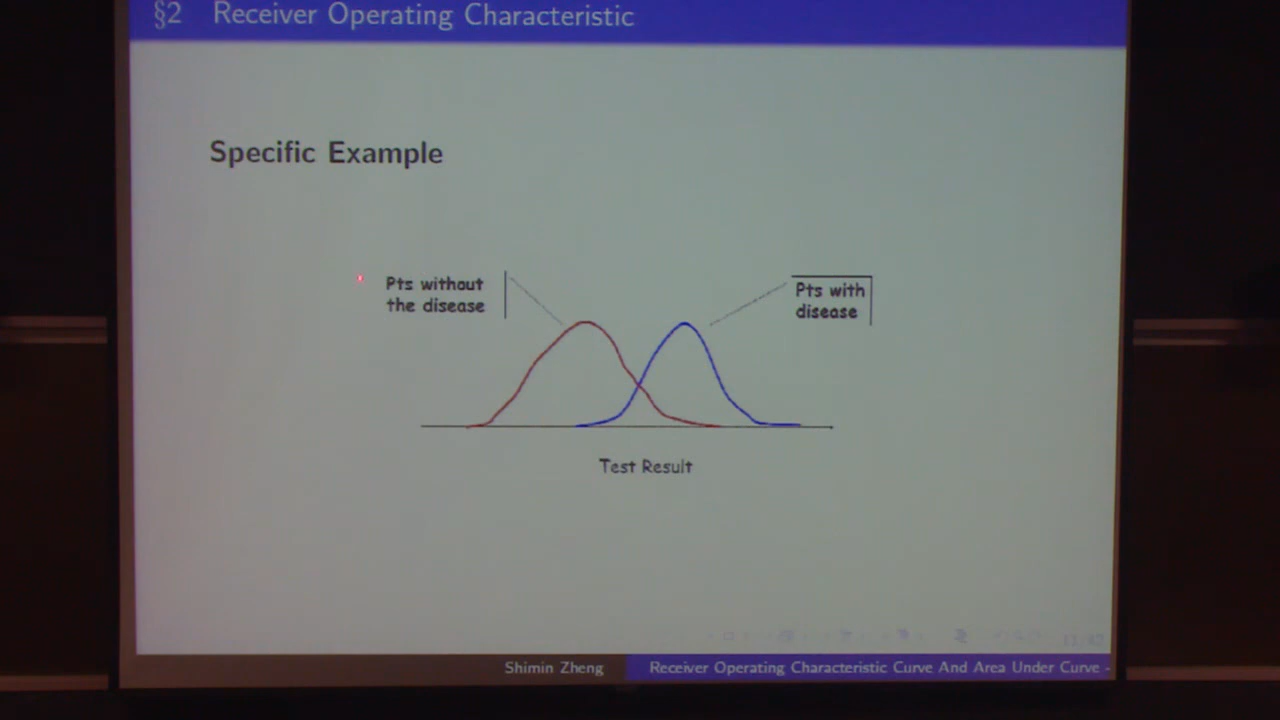 §2 Receiver Operating Characteristic
Specific Example
Pts without
the disease
Pts with
disease
Test Result
Shimin Zheng
Receiver Operating Characteristic Curve And Area Under Curve -